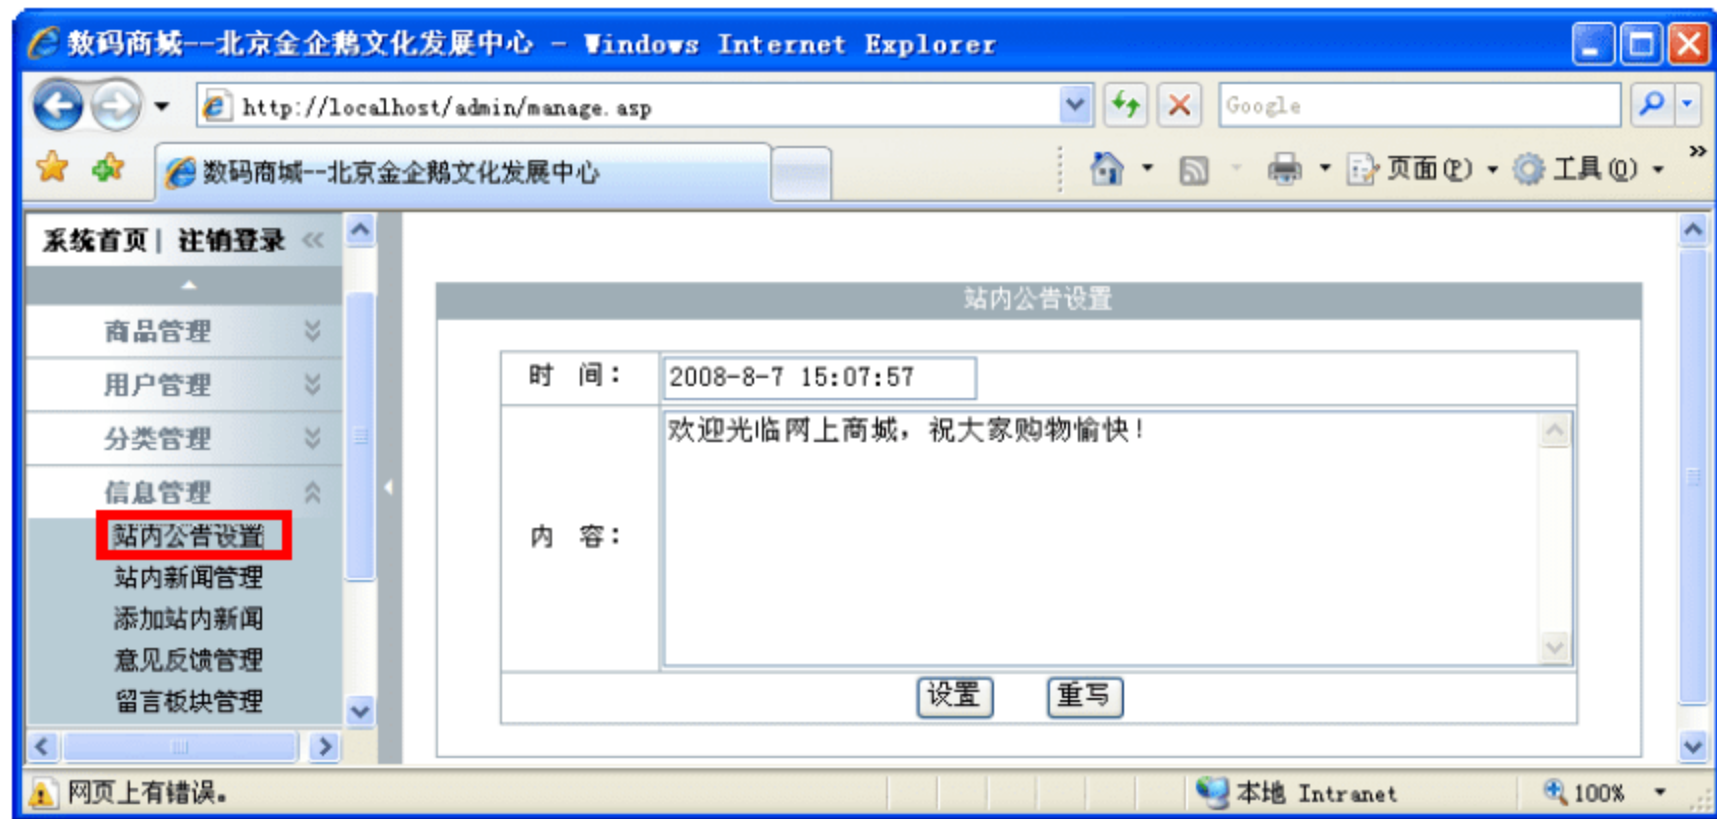 数码商城--北京金企鹅文化发展中心 - Windows Internet Explorer
http://localhost/admin/manage.asp
Google
数码商城--北京金企鹅文化发展中心
页面(P)
工具(O)
系统首页| 注销登录
商品管理
用户管理
分类管理
信息管理
站内公告设置
站内新闻管理
添加站内新闻
意见反馈管理
留言板块管理
站内公告设置
时 间：
2008-8-7 15:07:57
内 容：
欢迎光临网上商城，祝大家购物愉快！
设置
重写
网页上有错误。
本地 Intranet
100%